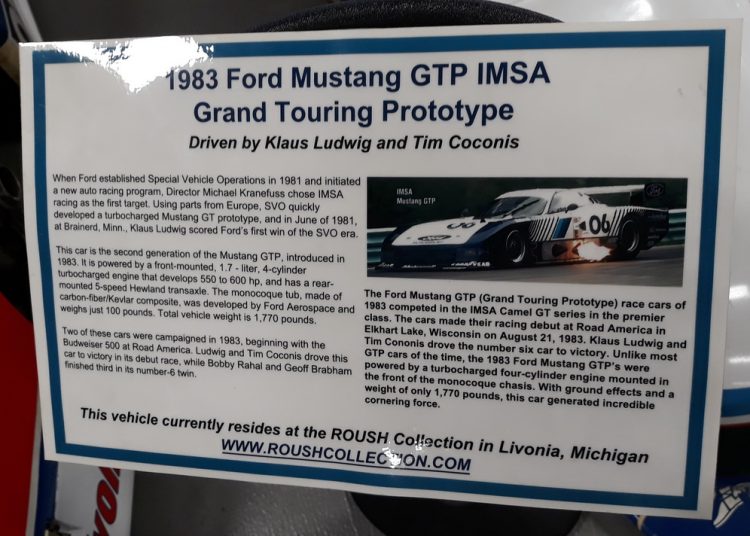 1983 Ford Mustang GTP IMSA
Grand Touring Prototype
Driven by Klaus Ludwig and Tim Coconis
When Ford established Special Vehicle Operations in 1981 and initiated
a new auto racing program, Director Michael Kranefuss chose IMSA
racing as the first target. Using parts from Europe, SVO quickly
developed a turbocharged Mustang GT prototype, and in June of 1981,
at Brainerd, Minn., Klaus Ludwig scored Ford's first win of the SVO era.
This car is the second generation of the Mustang GTP, introduced in
1983. It is powered by a front-mounted, 1.7 - liter, 4-cylinder
turbocharged engine that develops 550 to 600 hp, and has a rear-
mounted 5-speed Hewland transaxle. The monocoque tub, made of
carbon-fiber/Kevlar composite, was developed by Ford Aerospace and
weighs just 100 pounds. Total vehicle weight is 1,770 pounds.
Two of these cars were campaigned in 1983, beginning with the
Budweiser 500 at Road America. Ludwig and Tim Coconis drove this
car to victory in its debut race, while Bobby Rahal and Geoff Brabham
finished third in its number-6 twin.
IMSA
Mustang GTP
06
06
Ford
GOODYEAR
The Ford Mustang GTP (Grand Touring Prototype) race cars of
1983 competed in the IMSA Camel GT series in the premier
class. The cars made their racing debut at Road America in
Elkhart Lake, Wisconsin on August 21, 1983. Klaus Ludwig and
Tim Cononis drove the number six car to victory. Unlike most
GTP cars of the time, the 1983 Ford Mustang GTP's were
powered by a turbocharged four-cylinder engine mounted in
the front of the monocoque chasis. With ground effects and a
weight of only 1,770 pounds, this car generated incredible
cornering force.
This vehicle currently resides at the ROUSH Collection in Livonia, Michigan
WWW.ROUSHCOLLECTION.COM